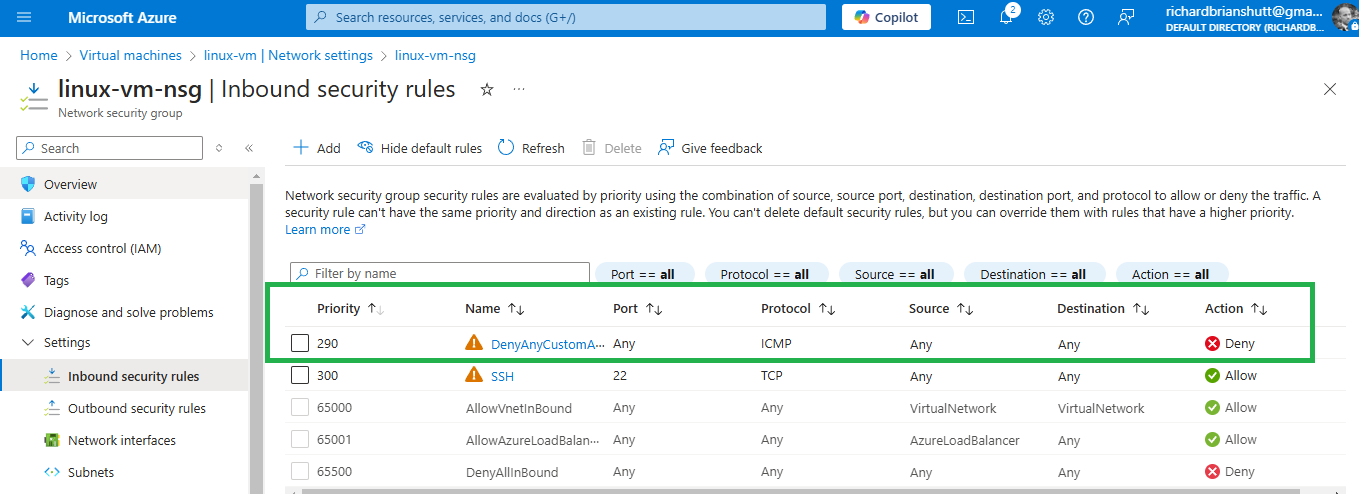 Microsoft Azure
Search resources, services, and docs (G+/)
Copilot
2
richardbrianshutt@gma...
DEFAULT DIRECTORY (RICHARDB...
Home > Virtual machines > linux-vm | Network settings > linux-vm-nsg
linux-vm-nsg | Inbound security rules
Network security group
Search
Add Hide default rules Refresh Delete Give feedback
Overview
Activity log
Access control (IAM)
Tags
Diagnose and solve problems
Settings
Inbound security rules
Outbound security rules
Network interfaces
Subnets
Network security group security rules are evaluated by priority using the combination of source, source port, destination, destination port, and protocol to allow or deny the traffic. A
security rule can't have the same priority and direction as an existing rule. You can't delete default security rules, but you can override them with rules that have a higher priority.
Learn more
Filter by name
Port == all Protocol == all Source == all Destination == all Action == all
Priority Name Port Protocol Source Destination Action
290 DenyAnyCustomA... Any ICMP Any Any Deny
300 SSH 22 TCP Any Any Allow
65000 AllowVnetInBound Any Any VirtualNetwork VirtualNetwork Allow
65001 AllowAzureLoadBalan... Any Any AzureLoadBalancer Any Allow
65500 DenyAllInBound Any Any Any Any Deny